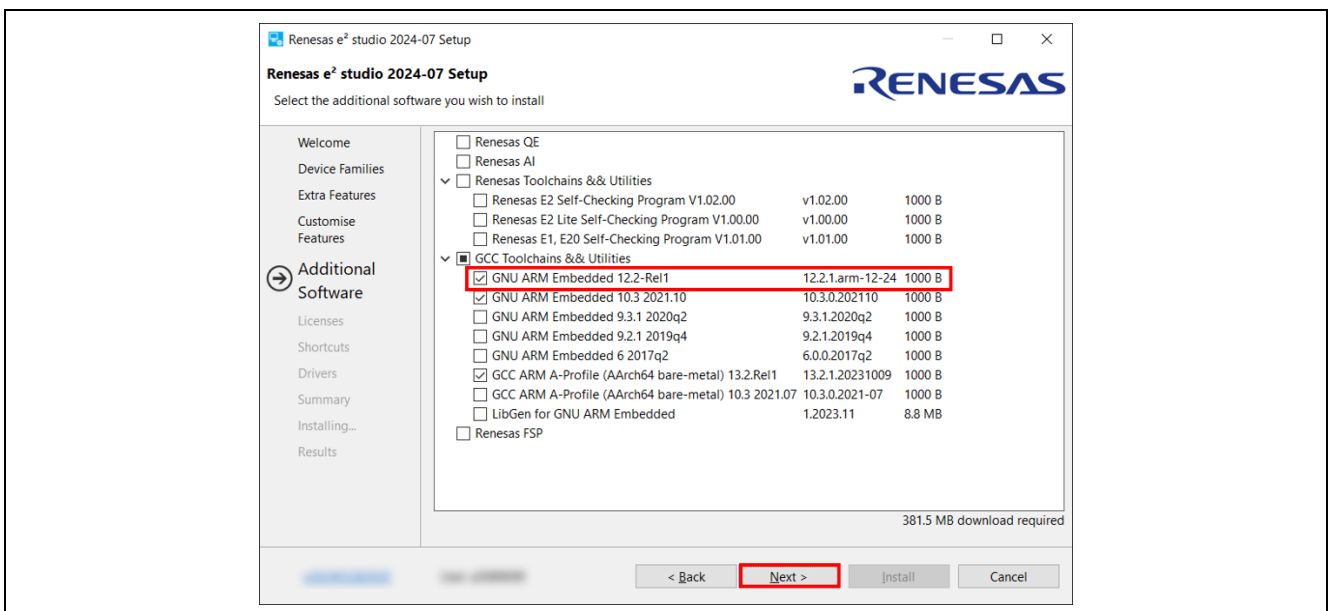 Renesas e² studio 2024-07 Setup
Renesas e² studio 2024-07 Setup
Select the additional software you wish to install
RENESAS
Welcome
Device Families
Extra Features
Customise
Features
Additional
Software
Licenses
Shortcuts
Drivers
Summary
Installing...
Results
Renesas QE
Renesas AI
Renesas Toolchains && Utilities
Renesas E2 Self-Checking Program V1.02.00 v1.02.00 1000 B
Renesas E2 Lite Self-Checking Program V1.00.00 v1.00.00 1000 B
Renesas E1, E20 Self-Checking Program V1.01.00 v1.01.00 1000 B
GCC Toolchains && Utilities
GNU ARM Embedded 12.2-Rel1 12.2.1.arm-12-24 1000 B
GNU ARM Embedded 10.3 2021.10 10.3.0.202110 1000 B
GNU ARM Embedded 9.3.1 2020q2 9.3.1.2020q2 1000 B
GNU ARM Embedded 9.2.1 2019q4 9.2.1.2019q4 1000 B
GNU ARM Embedded 6 2017q2 6.0.0.2017q2 1000 B
GCC ARM A-Profile (AArch64 bare-metal) 13.2.Rel1 13.2.1.20231009 1000 B
GCC ARM A-Profile (AArch64 bare-metal) 10.3 2021.07 10.3.0.2021-07 1000 B
LibGen for GNU ARM Embedded 1.2023.11 8.8 MB
Renesas FSP
381.5 MB download required
< Back Next > Install Cancel